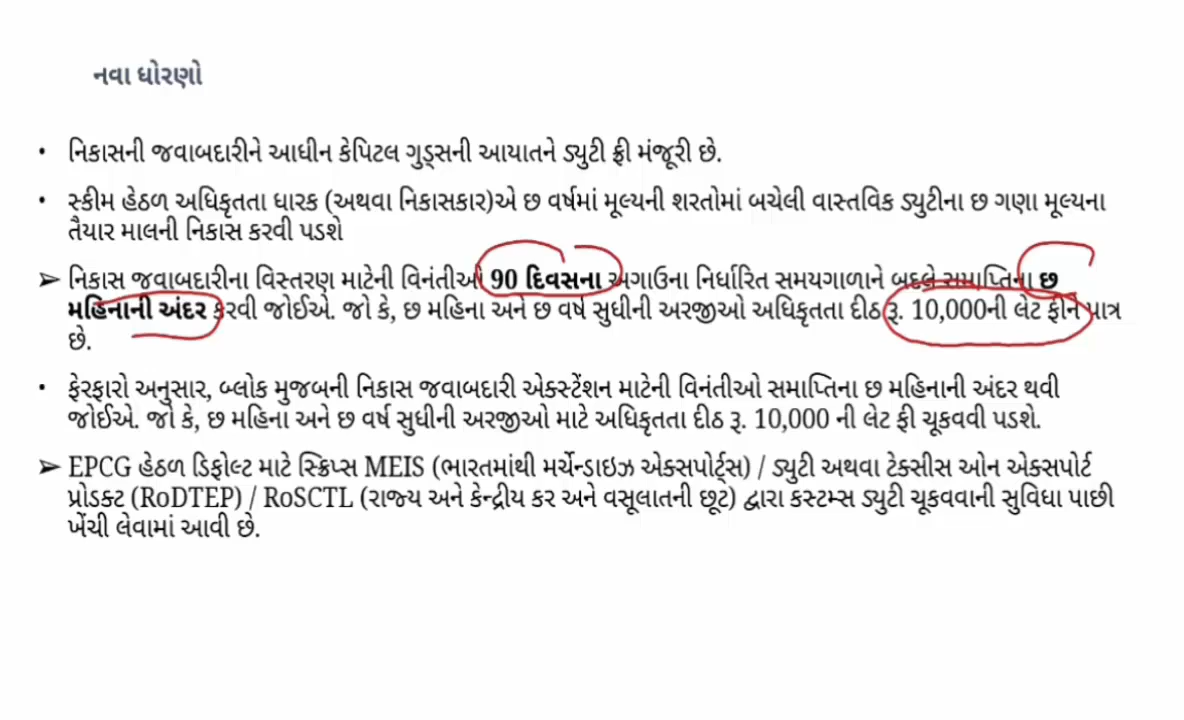 નવા ધોરણો
• નિકાસની જવાબદારીને આધીન કેપિટલ ગુડ્સની આયાતને ડ્યુટી ફ્રી મંજૂરી છે.
• સ્કીમ હેઠળ અધિકૃતતા ધારક (અથવા નિકાસકાર)એ છ વર્ષમાં મૂલ્યની શરતોમાં બચેલી વાસ્તવિક ડ્યુટીના છ ગણા મૂલ્યના
તૈયાર માલની નિકાસ કરવી પડશે
➢ નિકાસ જવાબદારીના વિસ્તરણ માટેની વિનંતીઓ 90 દિવસના અગાઉના નિર્ધારિત સમયગાળાને બદલે સમાપ્તિના છ
મહિનાની અંદર કરવી જોઈએ. જો કે, છ મહિના અને છ વર્ષ સુધીની અરજીઓ અધિકૃતતા દીઠ રૂ. 10,000ની લેટ ફીને પાત્ર
છે.
• ફેરફારો અનુસાર, બ્લોક મુજબની નિકાસ જવાબદારી એક્સ્ટેંશન માટેની વિનંતીઓ સમાપ્તિના છ મહિનાની અંદર થવી
જોઈએ. જો કે, છ મહિના અને છ વર્ષ સુધીની અરજીઓ માટે અધિકૃતતા દીઠ રૂ. 10,000 ની લેટ ફી ચૂકવવી પડશે.
➢ EPCG હેઠળ ડિફોલ્ટ માટે સ્ક્રિપ્સ MEIS (ભારતમાંથી મર્ચેન્ડાઇઝ એક્સપોર્ટ્સ) / ડ્યુટી અથવા ટેક્સીસ ઓન એક્સપોર્ટ
પ્રોડક્ટ (RoDTEP) / RoSCTL (રાજ્ય અને કેન્દ્રીય કર અને વસૂલાતની છૂટ) દ્વારા કસ્ટમ્સ ડ્યુટી ચૂકવવાની સુવિધા પાછી
ખેંચી લેવામાં આવી છે.